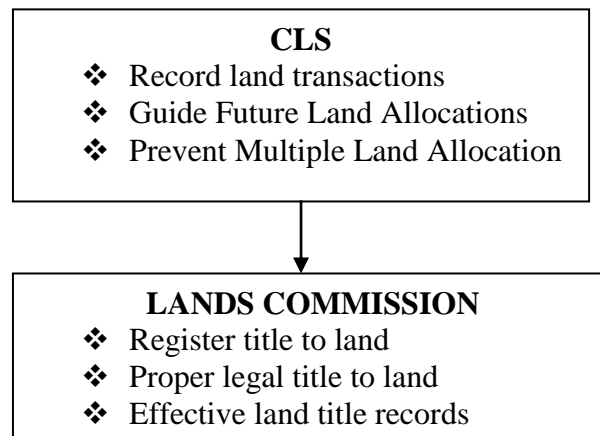 CLS
❖ Record land transactions
❖ Guide Future Land Allocations
❖ Prevent Multiple Land Allocation
LANDS COMMISSION
❖ Register title to land
❖ Proper legal title to land
❖ Effective land title records